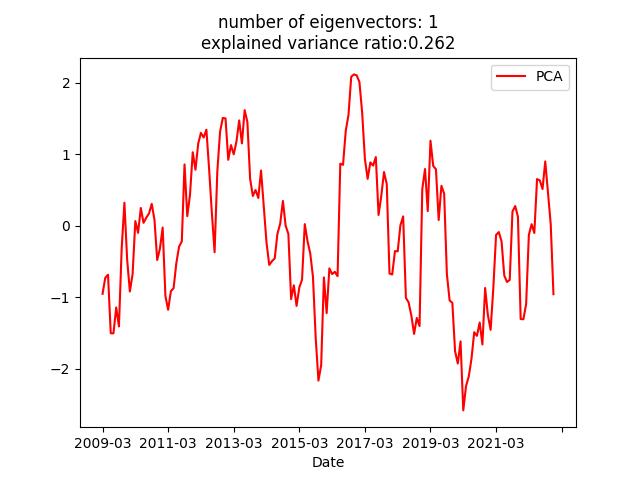 number of eigenvectors: 1
explained variance ratio:0.262
PCA
2
1
0
−1
−2
2009-03 2011-03 2013-03 2015-03 2017-03 2019-03 2021-03
Date